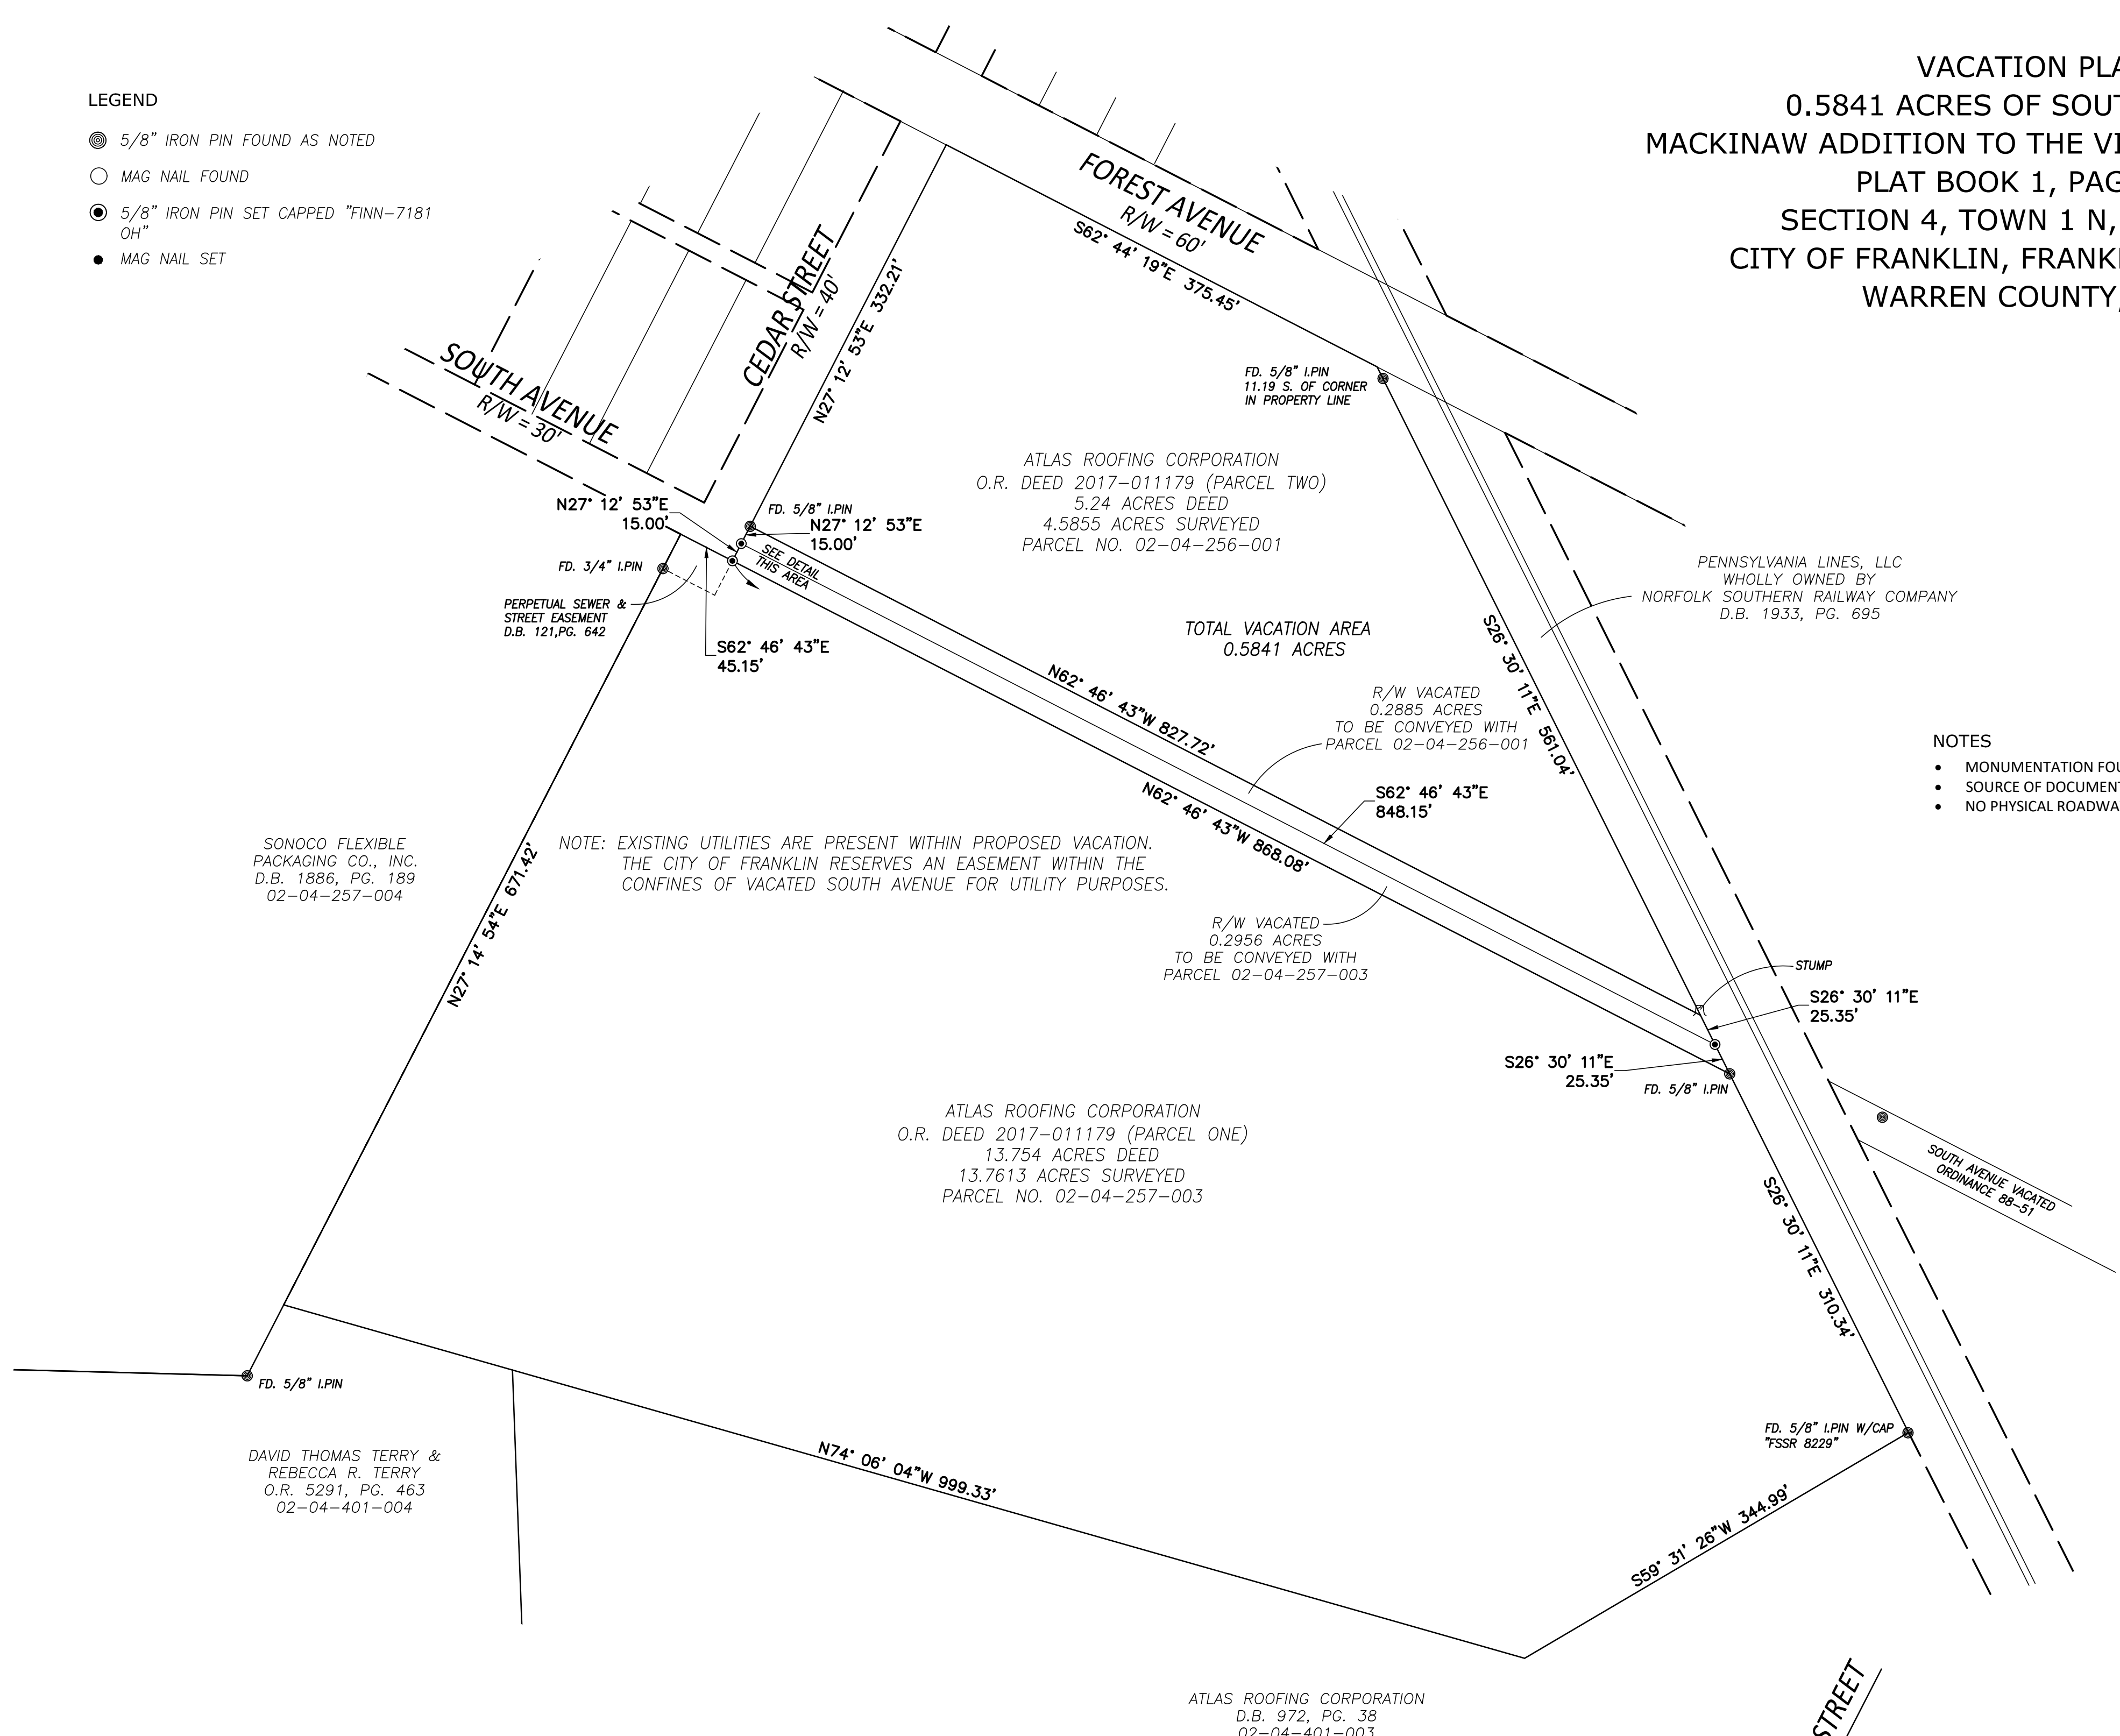 VACATION PLA
0.5841 ACRES OF SOUT
MACKINAW ADDITION TO THE VI
PLAT BOOK 1, PAG
SECTION 4, TOWN 1 N,
CITY OF FRANKLIN, FRANK
WARREN COUNTY,
LEGEND
5/8" IRON PIN FOUND AS NOTED
MAG NAIL FOUND
5/8" IRON PIN SET CAPPED "FINN-7181
OH"
MAG NAIL SET
FOREST AVENUE
R/W = 60'
S62° 44' 19"E 375.45'
CEDAR STREET
R/W = 40'
N27° 12' 53"E 332.21'
SOUTH AVENUE
R/W = 30'
FD. 5/8" I.PIN
11.19 S. OF CORNER
IN PROPERTY LINE
ATLAS ROOFING CORPORATION
O.R. DEED 2017-011179 (PARCEL TWO)
5.24 ACRES DEED
4.5855 ACRES SURVEYED
PARCEL NO. 02-04-256-001
N27° 12' 53"E
15.00'
FD. 5/8" I.PIN
N27° 12' 53"E
15.00'
SEE DETAIL
THIS AREA
FD. 3/4" I.PIN
PERPETUAL SEWER &
STREET EASEMENT
D.B. 121,PG. 642
S62° 46' 43"E
45.15'
PENNSYLVANIA LINES, LLC
WHOLLY OWNED BY
NORFOLK SOUTHERN RAILWAY COMPANY
D.B. 1933, PG. 695
TOTAL VACATION AREA
0.5841 ACRES
S26° 30' 11"E 561.04'
N62° 46' 43"W 827.72'
R/W VACATED
0.2885 ACRES
TO BE CONVEYED WITH
PARCEL 02-04-256-001
S62° 46' 43"E
848.15'
N62° 46' 43"W 868.08'
NOTES
• MONUMENTATION FOU
• SOURCE OF DOCUMENT
• NO PHYSICAL ROADWA
SONOCO FLEXIBLE
PACKAGING CO., INC.
D.B. 1886, PG. 189
02-04-257-004
NOTE: EXISTING UTILITIES ARE PRESENT WITHIN PROPOSED VACATION.
THE CITY OF FRANKLIN RESERVES AN EASEMENT WITHIN THE
CONFINES OF VACATED SOUTH AVENUE FOR UTILITY PURPOSES.
N27° 14' 54"E 671.42'
R/W VACATED
0.2956 ACRES
TO BE CONVEYED WITH
PARCEL 02-04-257-003
STUMP
S26° 30' 11"E
25.35'
S26° 30' 11"E
25.35'
FD. 5/8" I.PIN
ATLAS ROOFING CORPORATION
O.R. DEED 2017-011179 (PARCEL ONE)
13.754 ACRES DEED
13.7613 ACRES SURVEYED
PARCEL NO. 02-04-257-003
SOUTH AVENUE VACATED
ORDINANCE 88-51
S26° 30' 11"E 310.34'
FD. 5/8" I.PIN
FD. 5/8" I.PIN W/CAP
"FSSR 8229"
DAVID THOMAS TERRY &
REBECCA R. TERRY
O.R. 5291, PG. 463
02-04-401-004
N74° 06' 04"W 999.33'
S59° 31' 26"W 344.99'
ATLAS ROOFING CORPORATION
D.B. 972, PG. 38
02-04-401-003
STREET